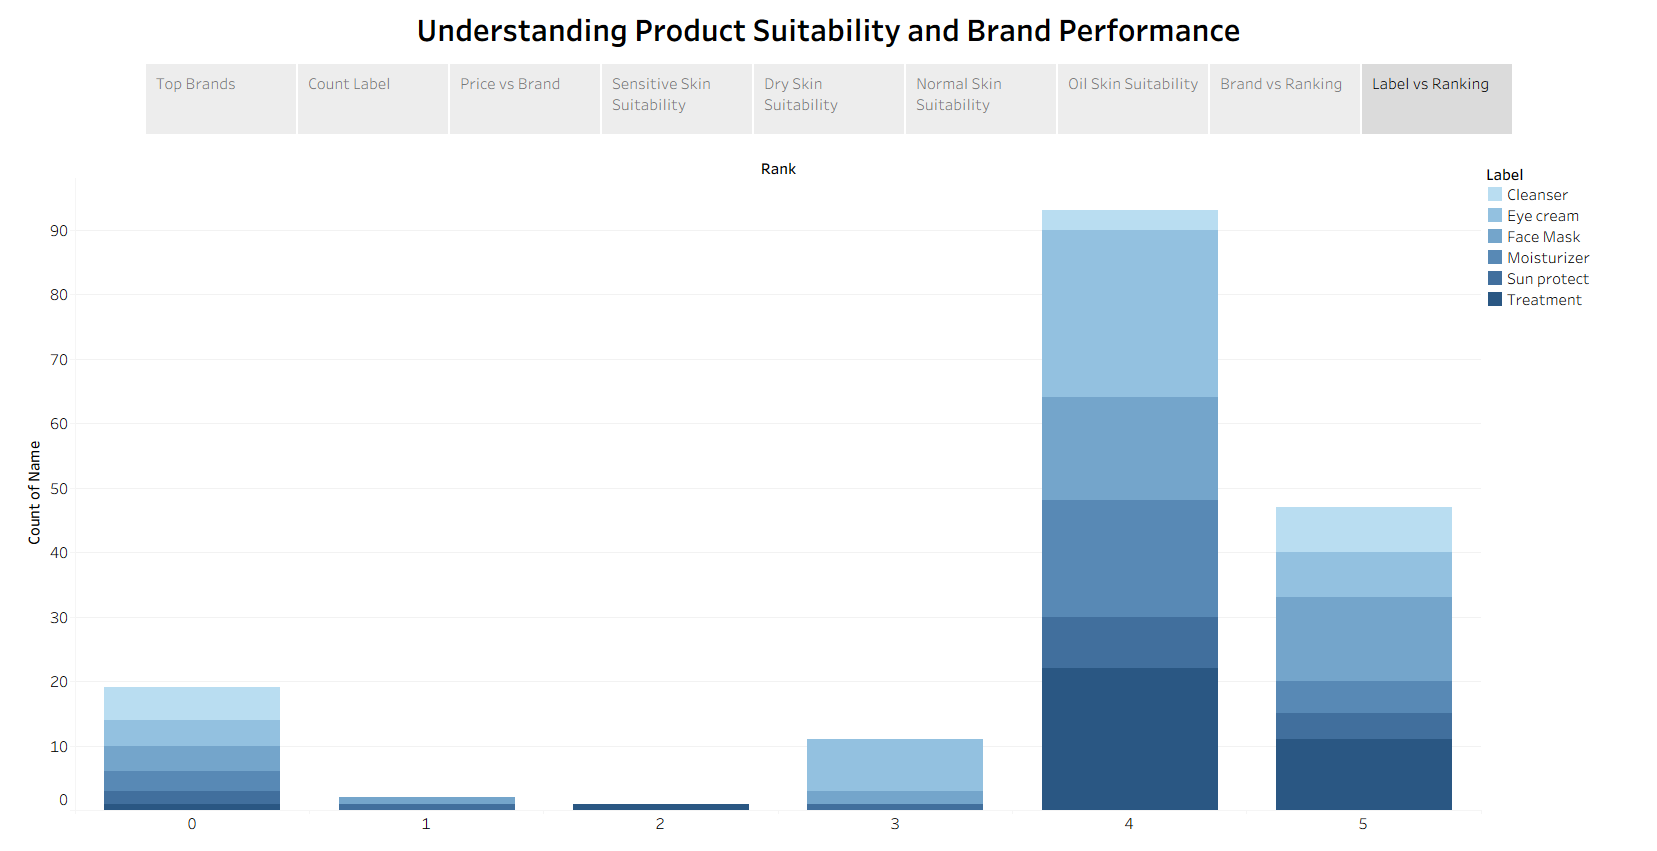 Understanding Product Suitability and Brand Performance
Top Brands
Count Label
Price vs Brand
Sensitive Skin
Suitability
Dry Skin
Suitability
Normal Skin
Suitability
Oil Skin Suitability
Brand vs Ranking
Label vs Ranking
Rank
Label
Cleanser
Eye cream
Face Mask
Moisturizer
Sun protect
Treatment
Count of Name
90
80
70
60
50
40
30
20
10
0
0 1 2 3 4 5